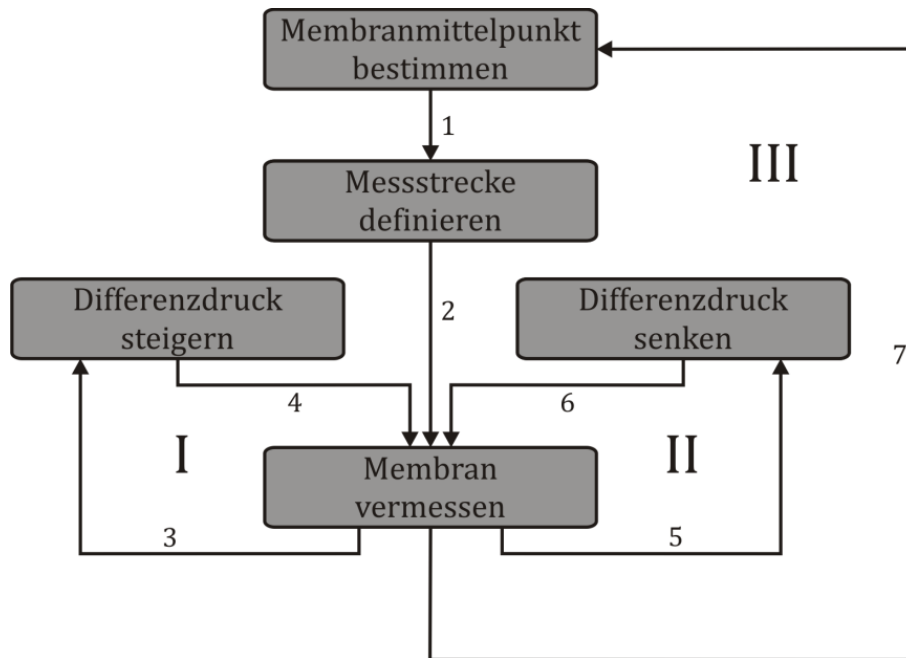 Membranmittelpunkt
bestimmen
1
III
Messstrecke
definieren
Differenzdruck
steigern
2
Differenzdruck
senken
7
4
6
I
II
Membran
vermessen
3
5